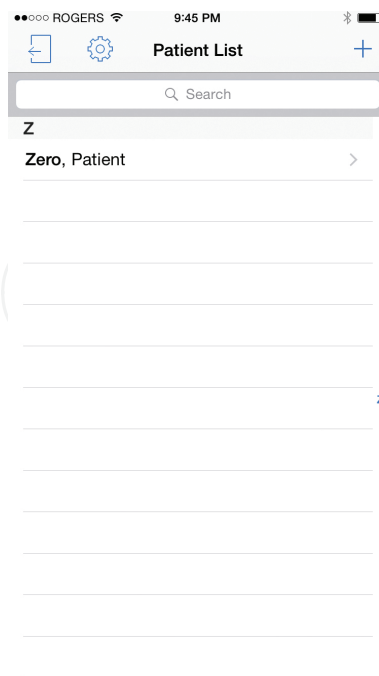 ROGERS 9:45 PM
Patient List
Search
Z
Zero, Patient